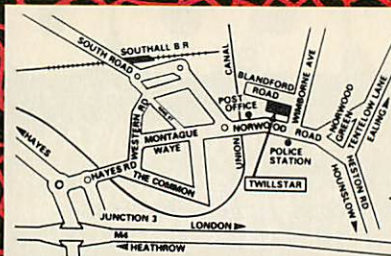 SOUTHALL B R
SOUTH ROAD
CANAL
BLANDFORD
ROAD
WIMBORNE AVE
POST
OFFICE
NORWOOD ROAD
NORWOOD
GREEN
TENTELOW LANE
EALING
WESTERN RD
MONTAGUE
WAYE
UNION
POLICE
STATION
HAYES
HAYES RD
THE COMMON
TWILLSTAR
HESTON RD
HOUNSLOW
JUNCTION 3
LONDON
M4
HEATHROW